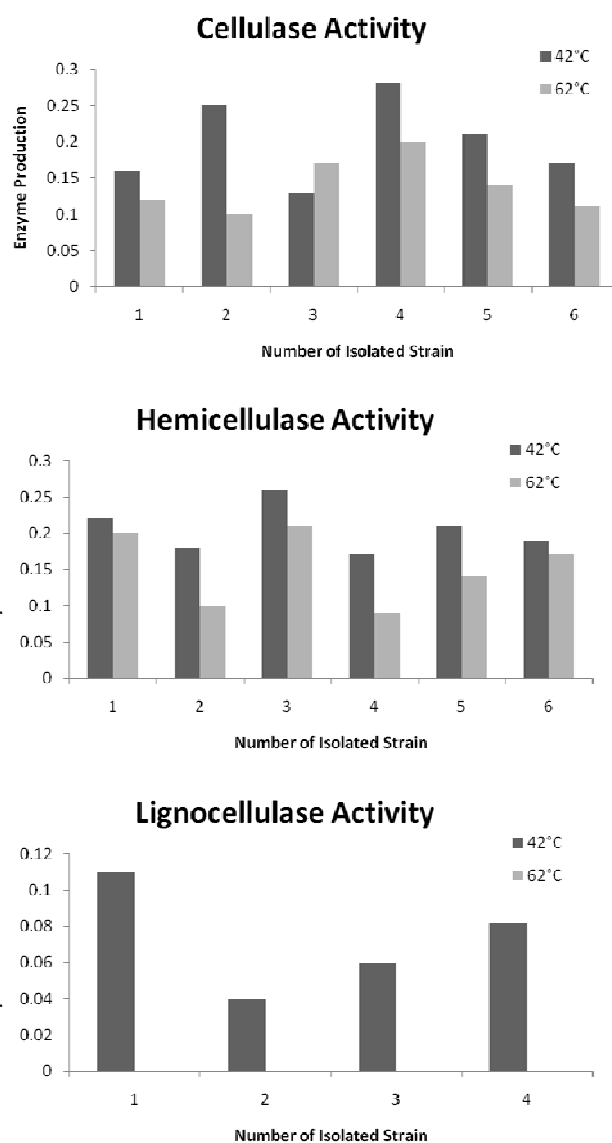 Cellulase Activity
42°C
62°C
0.3
0.25
0.2
0.15
0.1
0.05
0
Enzyme Production
1 2 3 4 5 6
Number of Isolated Strain
Hemicellulase Activity
42°C
62°C
0.3
0.25
0.2
0.15
0.1
0.05
0
1 2 3 4 5 6
Number of Isolated Strain
Lignocellulase Activity
42°C
62°C
0.12
0.1
0.08
0.06
0.04
0.02
0
1 2 3 4
Number of Isolated Strain